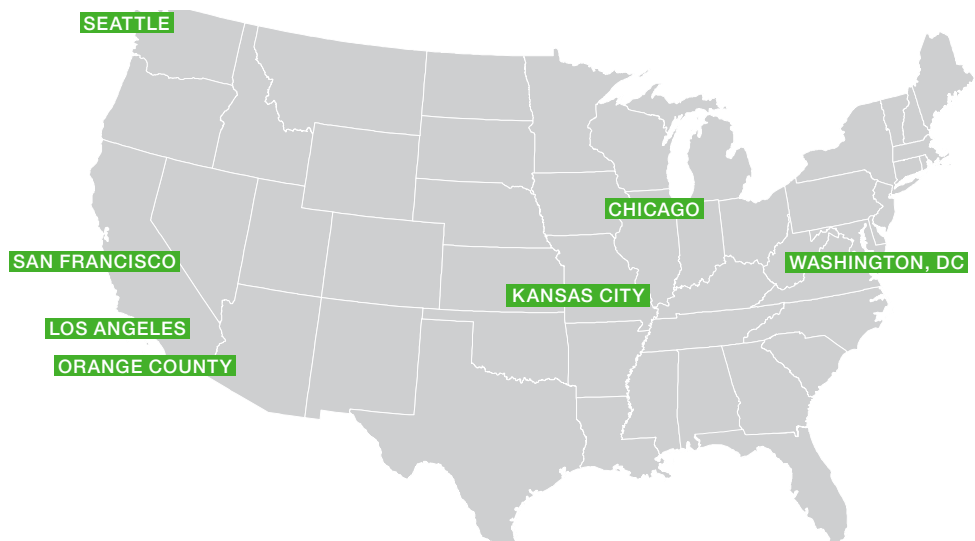 SEATTLE
CHICAGO
SAN FRANCISCO
WASHINGTON, DC
KANSAS CITY
LOS ANGELES
ORANGE COUNTY